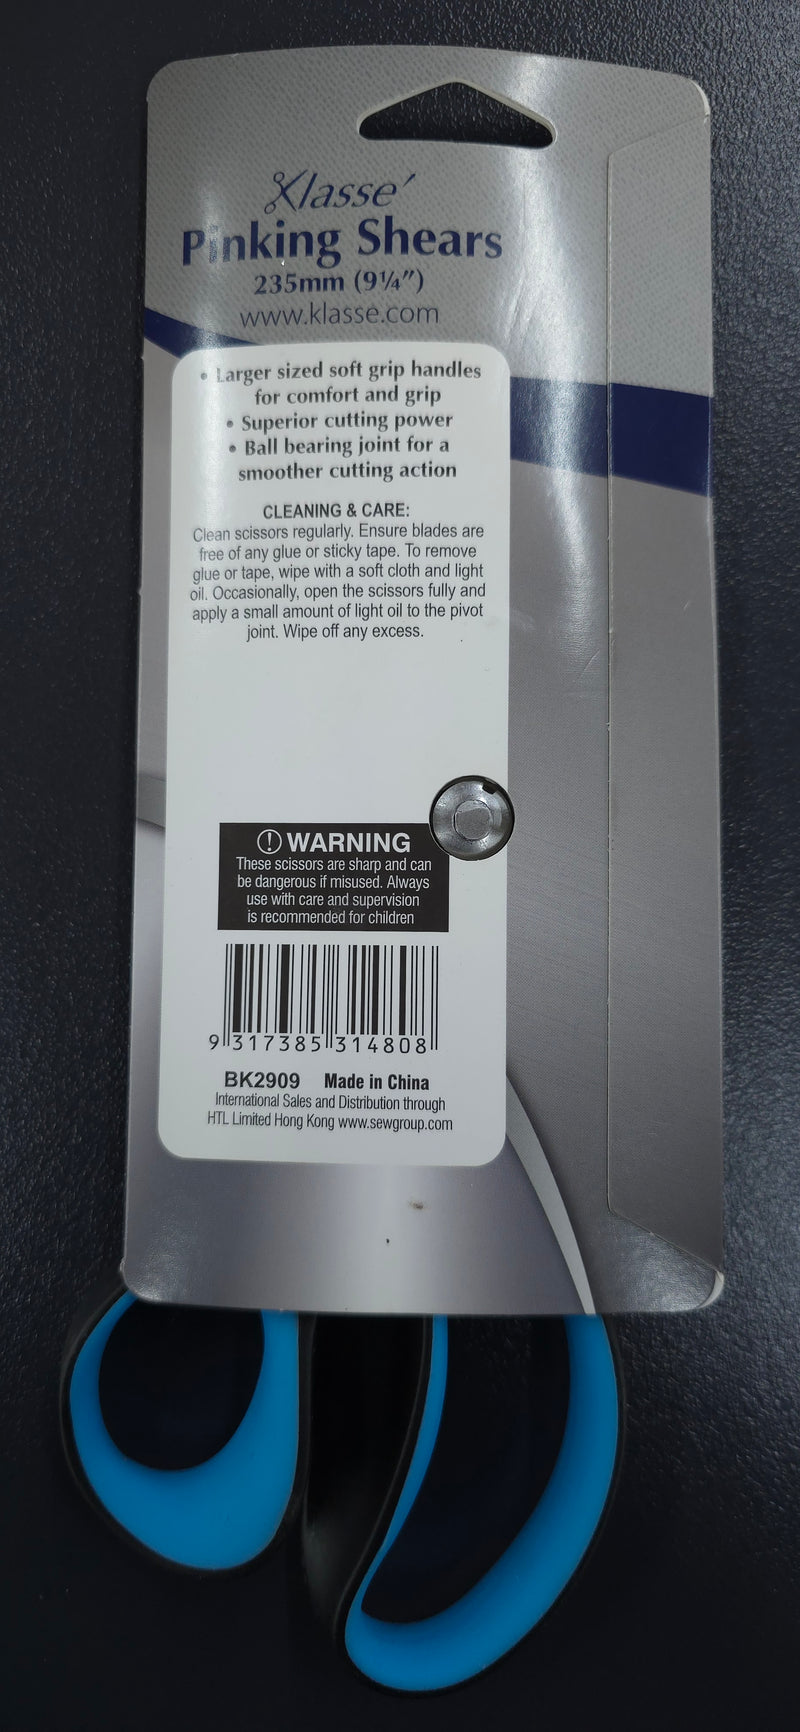 Klasse'
Pinking Shears
235mm (9¼")
www.klasse.com
• Larger sized soft grip handles
for comfort and grip
• Superior cutting power
• Ball bearing joint for a
smoother cutting action
CLEANING & CARE:
Clean scissors regularly. Ensure blades are
free of any glue or sticky tape. To remove
glue or tape, wipe with a soft cloth and light
oil. Occasionally, open the scissors fully and
apply a small amount of light oil to the pivot
joint. Wipe off any excess.
! WARNING
These scissors are sharp and can
be dangerous if misused. Always
use with care and supervision
is recommended for children
9 317385 314808
BK2909 Made in China
International Sales and Distribution through
HTL Limited Hong Kong www.sewgroup.com